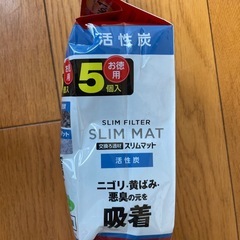 活性炭
お徳用
5個入
SLIM FILTER
SLIM MAT
交換ろ過材 スリムマット
活性炭
ニゴリ・黄ばみ・
悪臭の元を
吸着